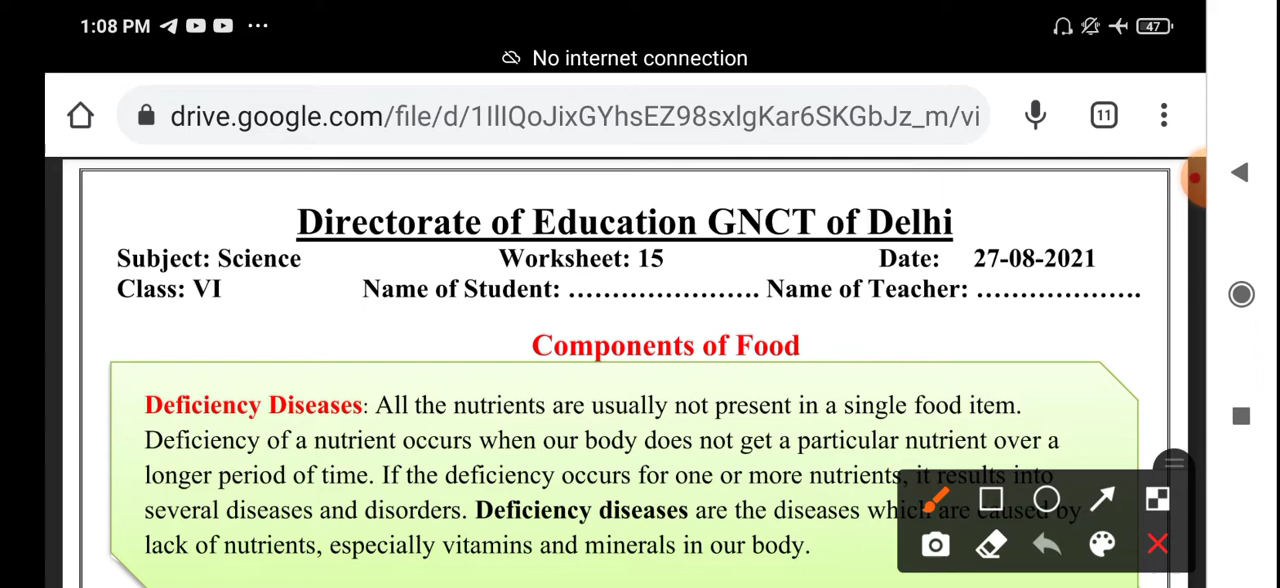 1:08 PM ... 47
No internet connection
drive.google.com/file/d/1IlIQoJixGYhsEZ98sxlgKar6SKGbJz_m/vi 11
Directorate of Education GNCT of Delhi
Subject: Science Worksheet: 15 Date: 27-08-2021
Class: VI Name of Student: ...................... Name of Teacher: ...................
Components of Food
Deficiency Diseases: All the nutrients are usually not present in a single food item.
Deficiency of a nutrient occurs when our body does not get a particular nutrient over a
longer period of time. If the deficiency occurs for one or more nutrients, it results into
several diseases and disorders. Deficiency diseases are the diseases which are caused by
lack of nutrients, especially vitamins and minerals in our body.